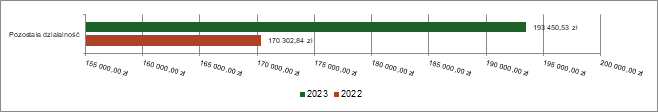 193 450,53 zł
Pozostała działalność
170 302,84 zł
155 000,00 zł
160 000,00 zł
165 000,00 zł
170 000,00 zł
175 000,00 zł
180 000,00 zł
185 000,00 zł
190 000,00 zł
195 000,00 zł
200 000,00 zł
2023 2022